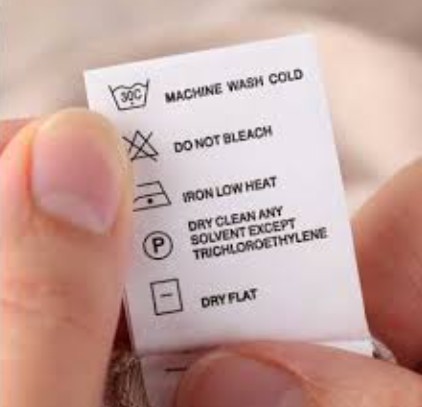 30C MACHINE WASH COLD
DO NOT BLEACH
IRON LOW HEAT
P DRY CLEAN ANY
SOLVENT EXCEPT
TRICHLOROETHYLENE
DRY FLAT